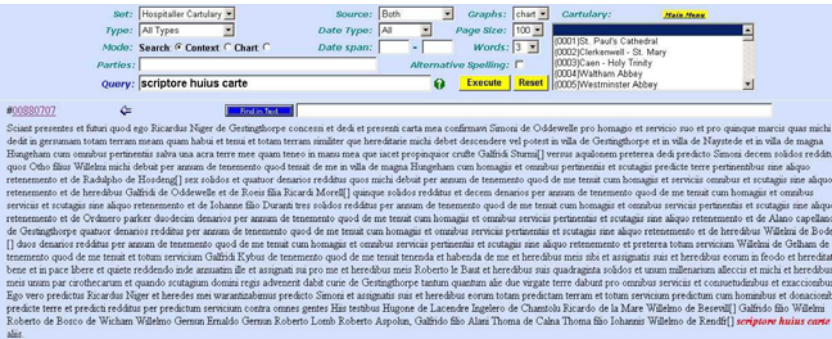 Set: Hospitaller Cartulary Source: Both Graphs: chart Cartulary: Main Menu
Type: All Types Date Type: All Page Size: 100
Mode: Search: Context Chart: Date span: - Words: 3
Parties: Alternative Spelling:
Query: scriptore huius carte Execute Reset
(0001)St. Paul's Cathedral
(0002)Clerkenwell - St. Mary
(0003)Caen - Holy Trinity
(0004)Waltham Abbey
(0005)Westminster Abbey
#00880707 Find in Text
Sciant presentes et futuri quod ego Ricardus Niger de Gestingthorpe concessi et dedi et presenti carta mea confirmavi Simoni de Oddewelle pro homagio et servicio suo et pro quinque marcis quas michi
dedit in gersumam totam terram meam quam habui et tenui et totam terram similiter que hereditarie michi debet descendere vel potest in villa de Gestingthorpe et in villa de Naystede et in villa de magna
Hungeham cum omnibus pertinentiis salva una acra terre mee quam teneo in manu mea que iacet propinquior crufte Galfridi Sturmi[] versus aquilonem preterea dedi predicto Simoni decem solidos redditus
quos Otho filius Willelmi michi debuit per annum de tenemento quod tenuit de me in villa de magna Hungeham cum homagiis et omnibus pertinentiis et scutagiis predicte terre pertinentibus sine aliquo
retenemento et de Radulpho de Hosdeng[] sex solidos et quatuor denarios redditus quos michi debuit per annum de tenemento quod de me tenuit cum homagiis et serviciis omnibus et scutagiis sine aliquo
retenemento et de heredibus Galfridi de Oddewelle et de Roeis filia Ricardi Morell[] quinque solidos redditus et decem denarios per annum de tenemento quod de me tenuit cum homagiis et omnibus
serviciis et scutagiis sine aliquo retenemento et de Iohanne filio Duranti tres solidos redditus per annum de tenemento quod de me tenuit cum homagiis et omnibus serviciis pertinentiis et scutagiis sine aliquo
retenemento et de Ordmero parker duodecim denarios per annum de tenemento quod de me tenuit cum homagiis et omnibus serviciis pertinentiis et scutagiis sine aliquo retenemento et de Alano capellano
de Gestingthorpe quatuor denarios redditus per annum de tenemento quod de me tenuit cum homagiis et omnibus serviciis pertinentiis et scutagiis sine aliquo retenemento et de heredibus Willelmi de Bode
[] duos denarios redditus per annum de tenemento quod de me tenuit cum homagiis et omnibus serviciis pertinentiis et scutagiis sine aliquo retenemento et preterea totum servicium Willelmi de Gelham de
tenemento quod de me tenuit et totum servicium Galfridi Kybus de tenemento quod de me tenuit tenenda et habenda de me et heredibus meis sibi et assignatis suis et heredibus eorum in feodo et hereditate
bene et in pace libere et quiete reddendo inde annuatim ille et assignati sui pro me et heredibus meis Roberto le Baut et heredibus suis quadraginta solidos et unum millenarium alleccis et michi et heredibus
meis unum par cirothecarum et quando scutagium domini regis advenerit dabit curie de Gestingthorpe tantum quantum alie due virgate terre dabunt pro omnibus serviciis et consuetudinibus et exaccionibus
Ego vero predictus Ricardus Niger et heredes mei warantizabimus predicto Simoni et assignatis suis et heredibus eorum totam predictam terram et totum servicium predictum cum hominibus et donacionibus
predicte terre et predicti redditus per predictum servicium contra omnes gentes His testibus Hugone de Lacendre Ingelero de Chamtolu Ricardo de la Mare Willelmo de Besevill[] Galfrido filio Willelmi
Roberto de Bosco de Wicham Willelmo Gernun Ernaldo Gernun Roberto Lomb Roberto Aspolun, Galfrido filio Alani Thoma de Calna Thoma filio Iohannis Willelmo de Rendfr[] scriptore huius carte
aliis